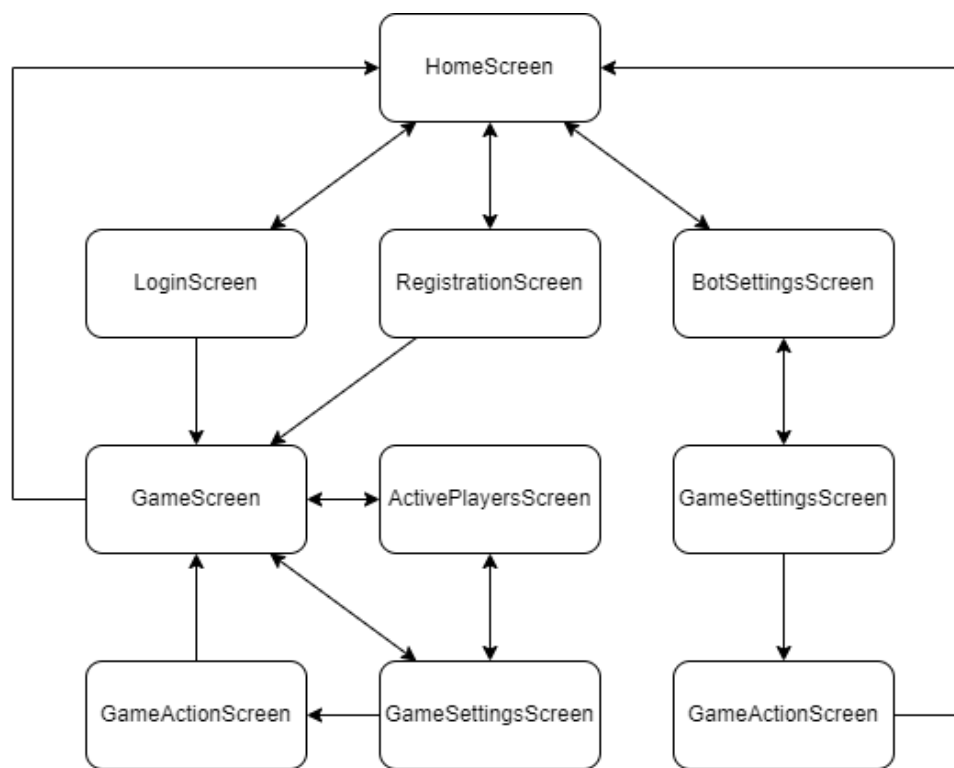 HomeScreen
LoginScreen
RegistrationScreen
BotSettingsScreen
GameScreen
ActivePlayersScreen
GameSettingsScreen
GameActionScreen
GameSettingsScreen
GameActionScreen